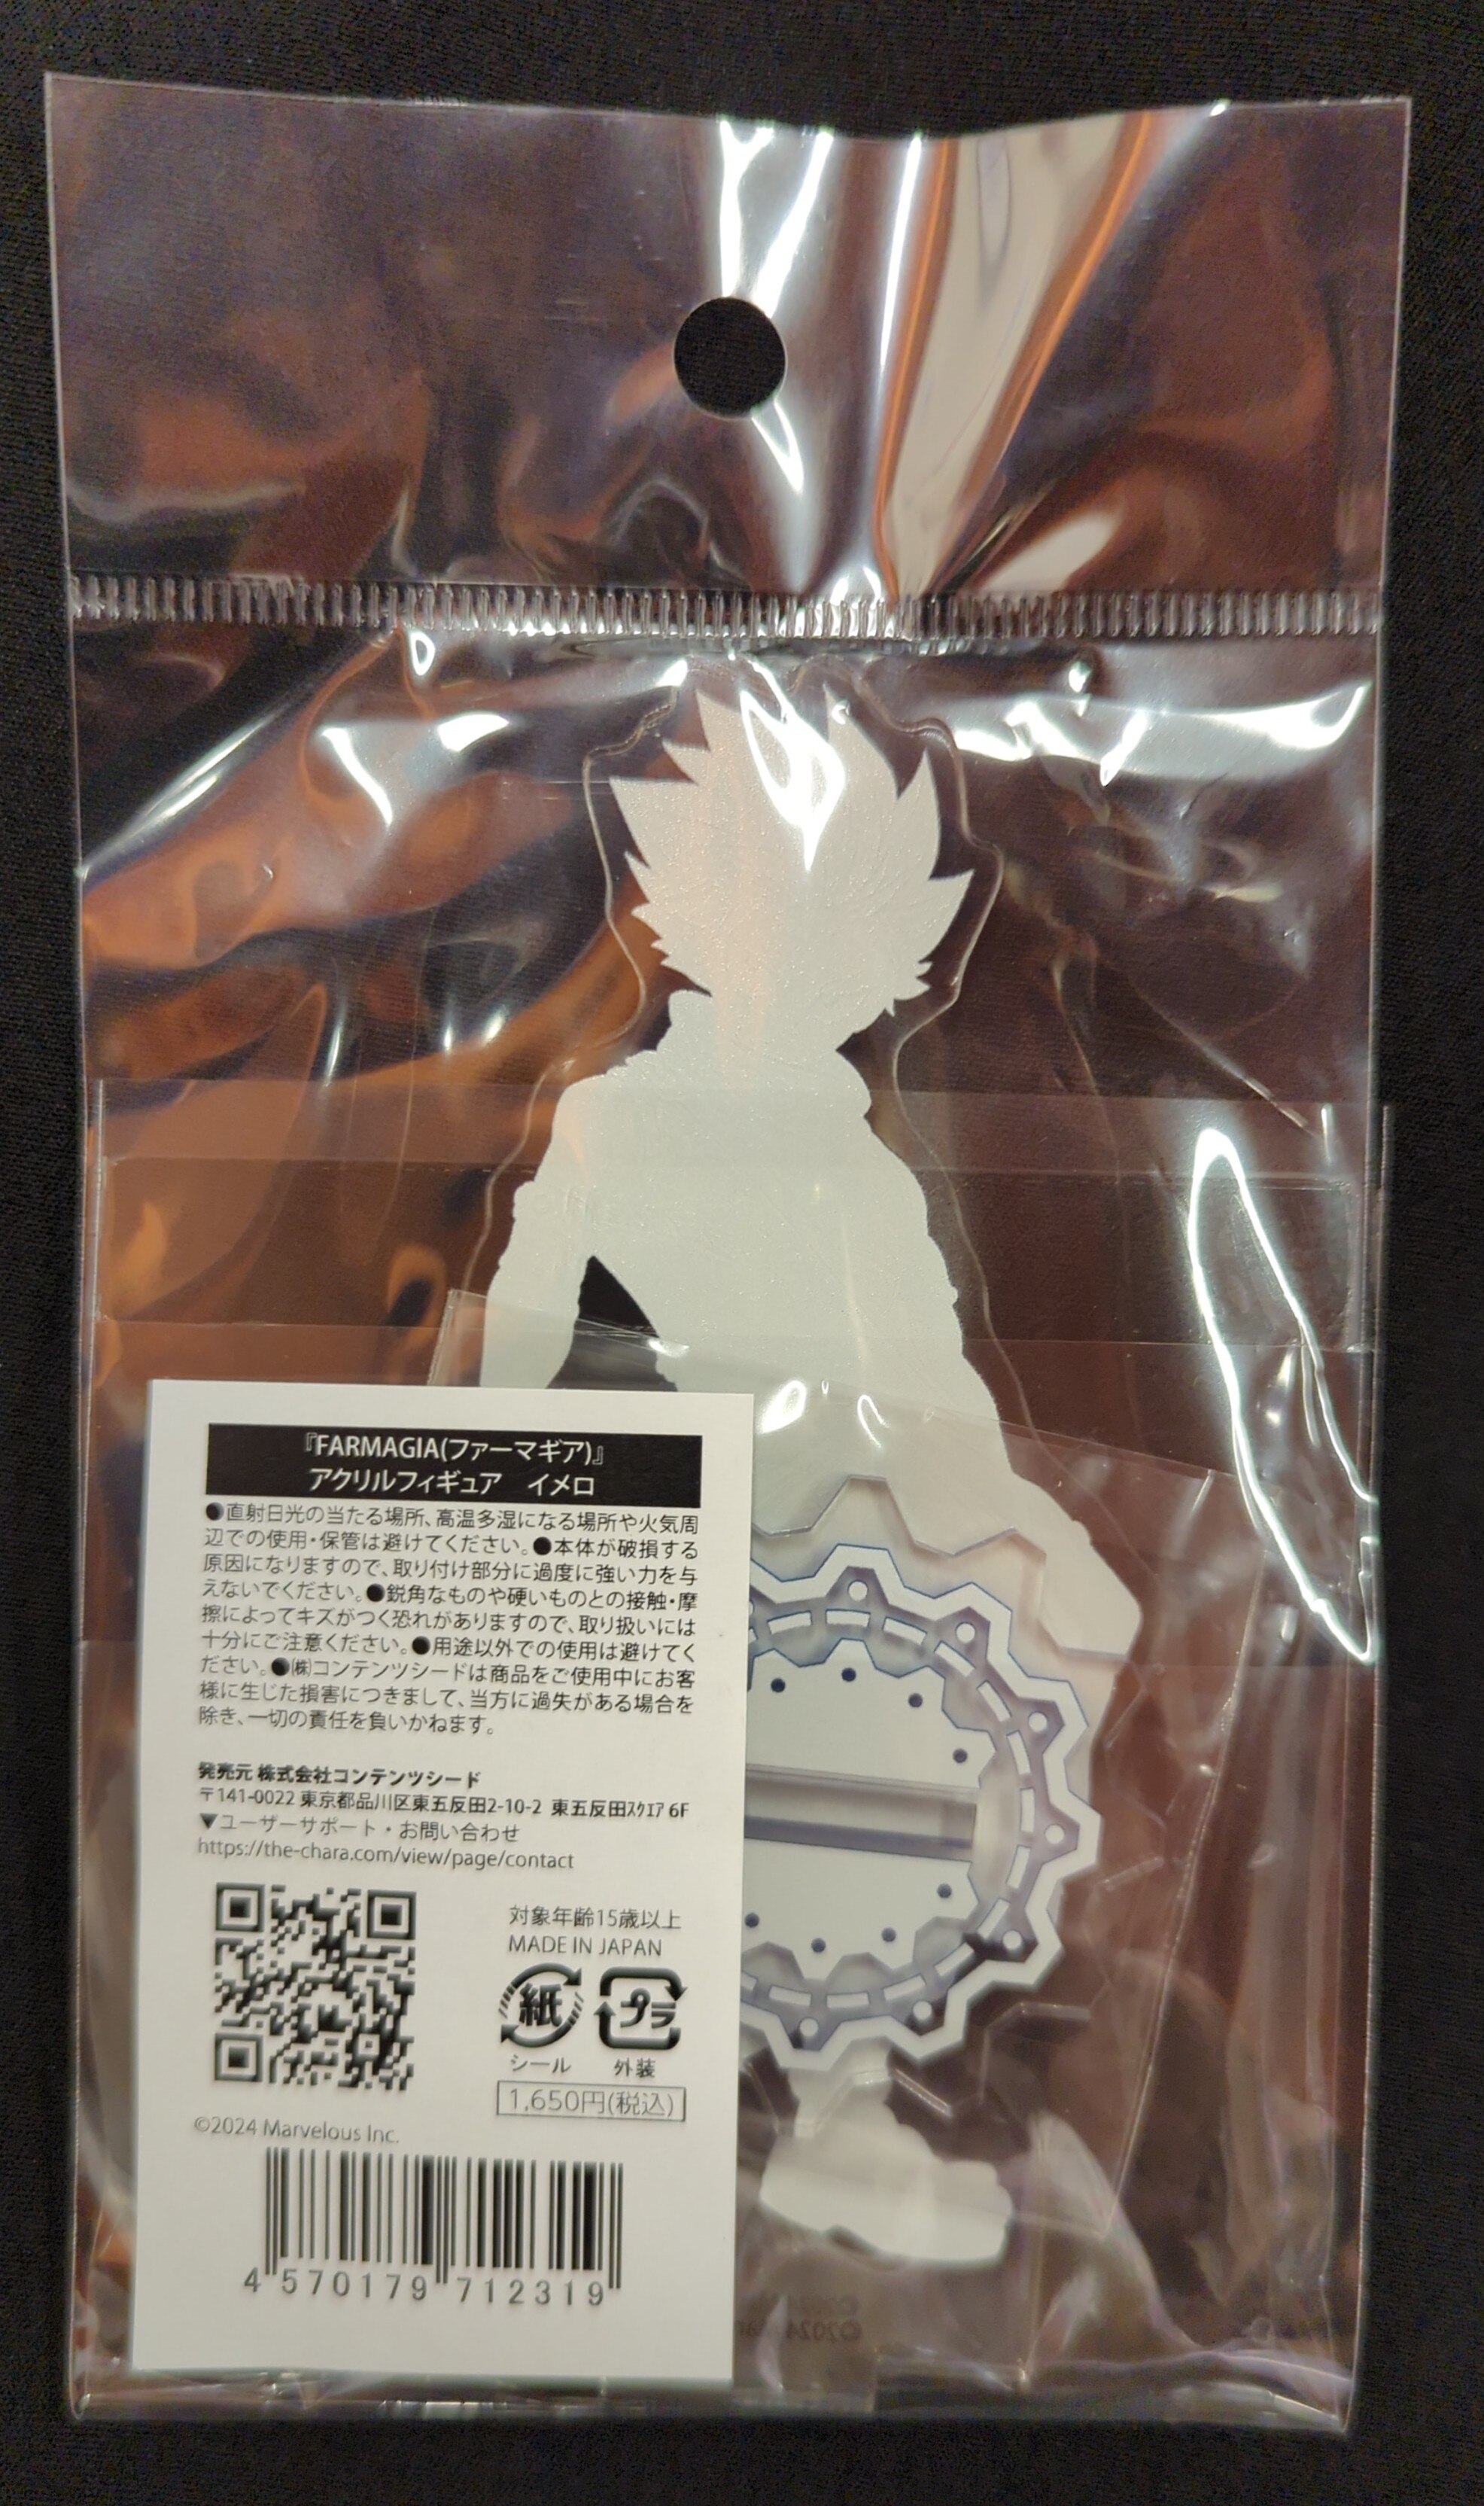 『FARMAGIA(ファーマギア)』
アクリルフィギュア　イメロ
●直射日光の当たる場所、高温多湿になる場所や火気周
辺での使用・保管は避けてください。●本体が破損する
原因になりますので、取り付け部分に過度に強い力を与
えないでください。●鋭角なものや硬いものとの接触・摩
擦によってキズがつく恐れがありますので、取り扱いには
十分にご注意ください。●用途以外での使用は避けてく
ださい。●㈱コンテンツシードは商品をご使用中にお客
様に生じた損害につきまして、当方に過失がある場合を
除き、一切の責任を負いかねます。
発売元 株式会社コンテンツシード
〒141-0022 東京都品川区東五反田2-10-2 東五反田ｽｸｴｱ 6F
▼ユーザーサポート・お問い合わせ
https://the-chara.com/view/page/contact
対象年齢15歳以上
MADE IN JAPAN
紙 プラ
シール 外装
1,650円(税込)
©2024 Marvelous Inc.
4 570179 712319
©2024